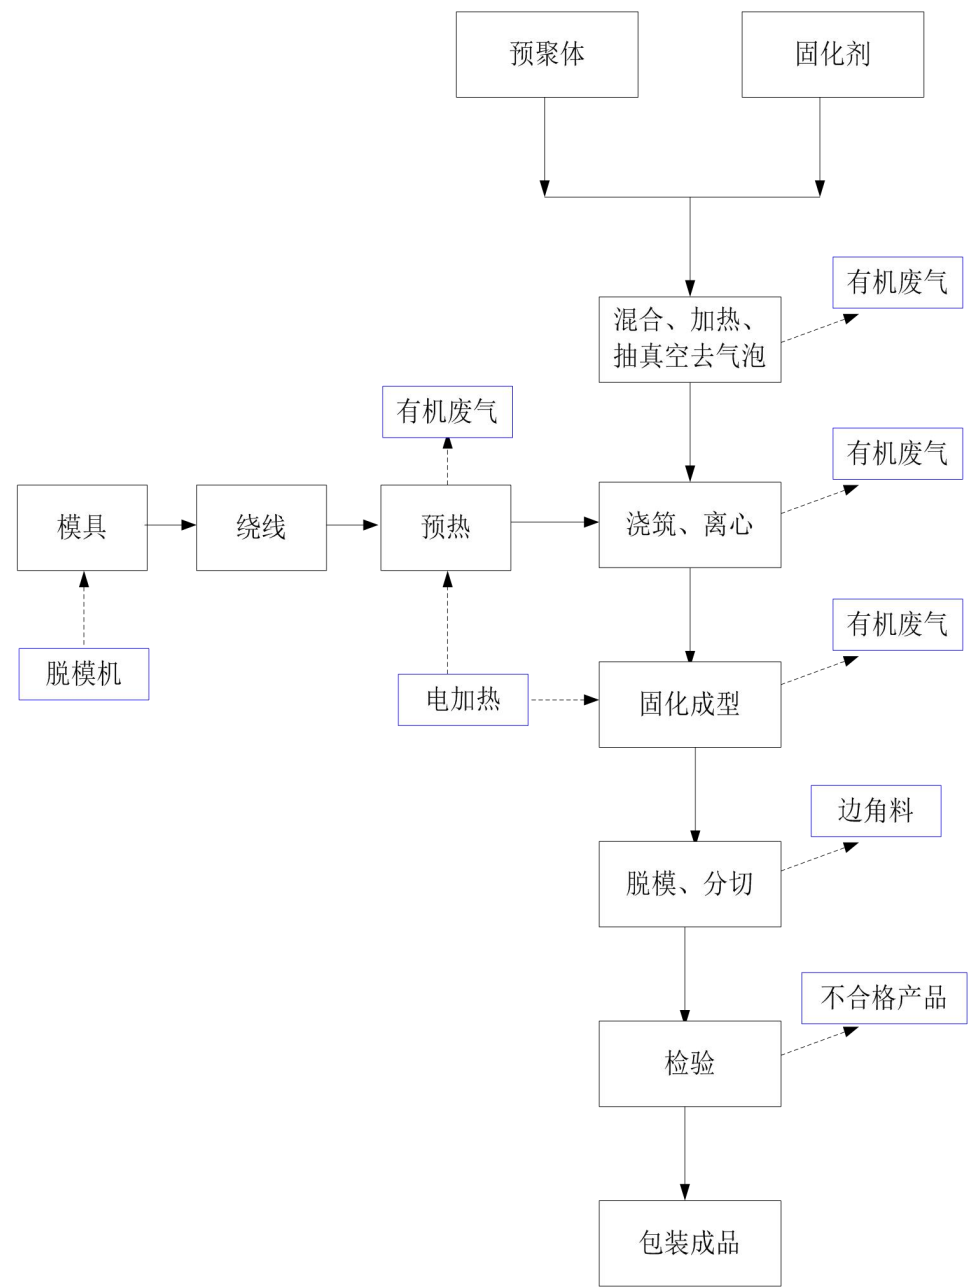 预聚体
固化剂
有机废气
混合、加热、
抽真空去气泡
有机废气
有机废气
模具
绕线
预热
浇筑、离心
有机废气
脱模机
电加热
固化成型
边角料
脱模、分切
不合格产品
检验
包装成品